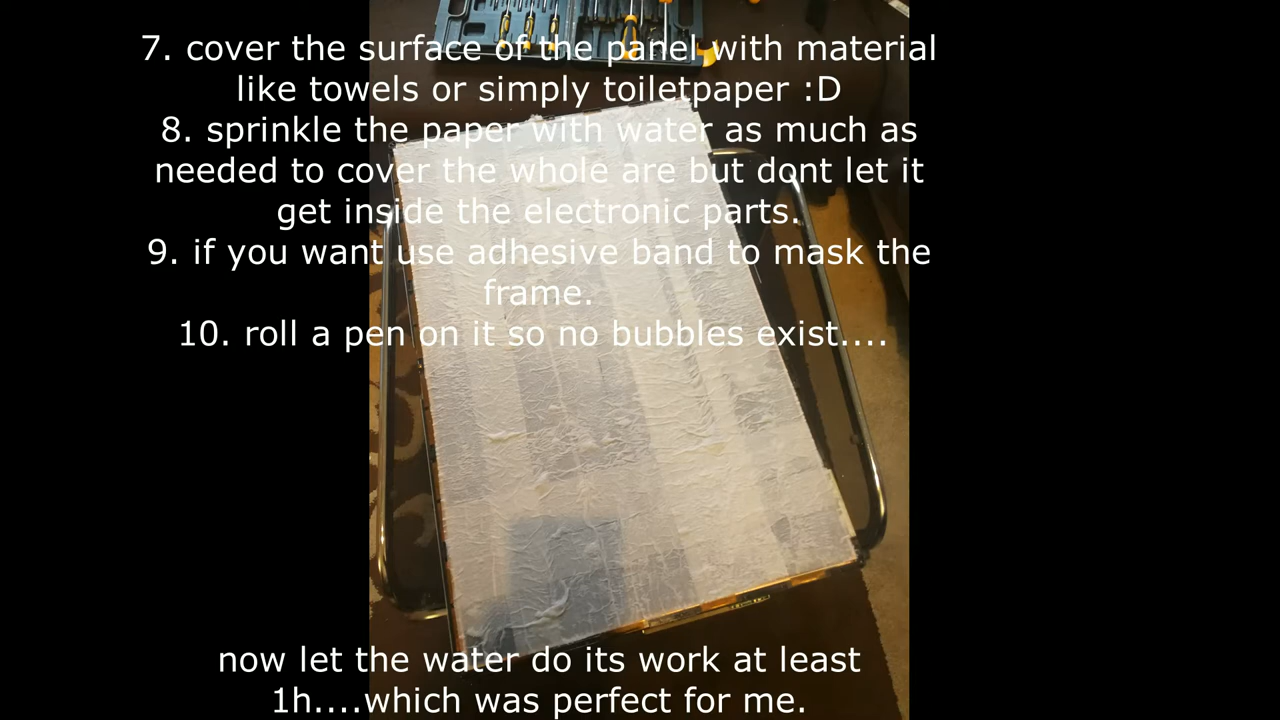 7. cover the surface of the panel with material
like towels or simply toiletpaper :D
8. sprinkle the paper with water as much as
needed to cover the whole are but dont let it
get inside the electronic parts.
9. if you want use adhesive band to mask the
frame.
10. roll a pen on it so no bubbles exist....
now let the water do its work at least
1h....which was perfect for me.